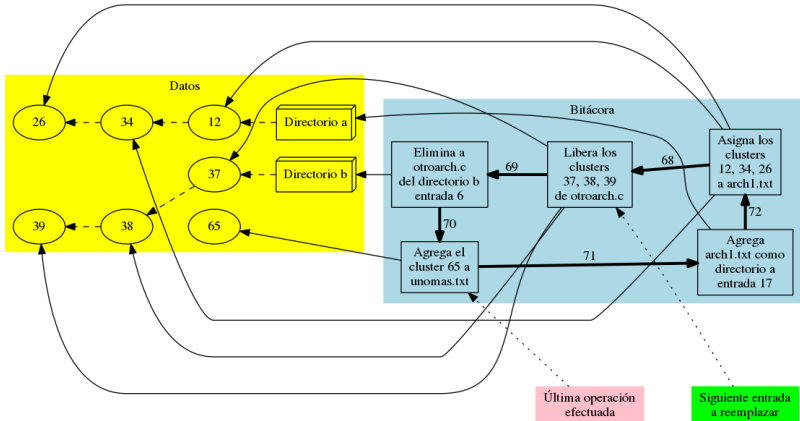 Datos
26
34
12
Directorio a
37
Directorio b
39
38
65
Bitácora
Elimina a
otroarch.c
del directorio b
entrada 6
69
Libera los
clusters
37, 38, 39
de otroarch.c
68
Asigna los
clusters
12, 34, 26
a arch1.txt
70
72
Agrega el
cluster 65 a
unomas.txt
71
Agrega
arch1.txt como
directorio a
entrada 17
Última operación
efectuada
Siguiente entrada
a reemplazar